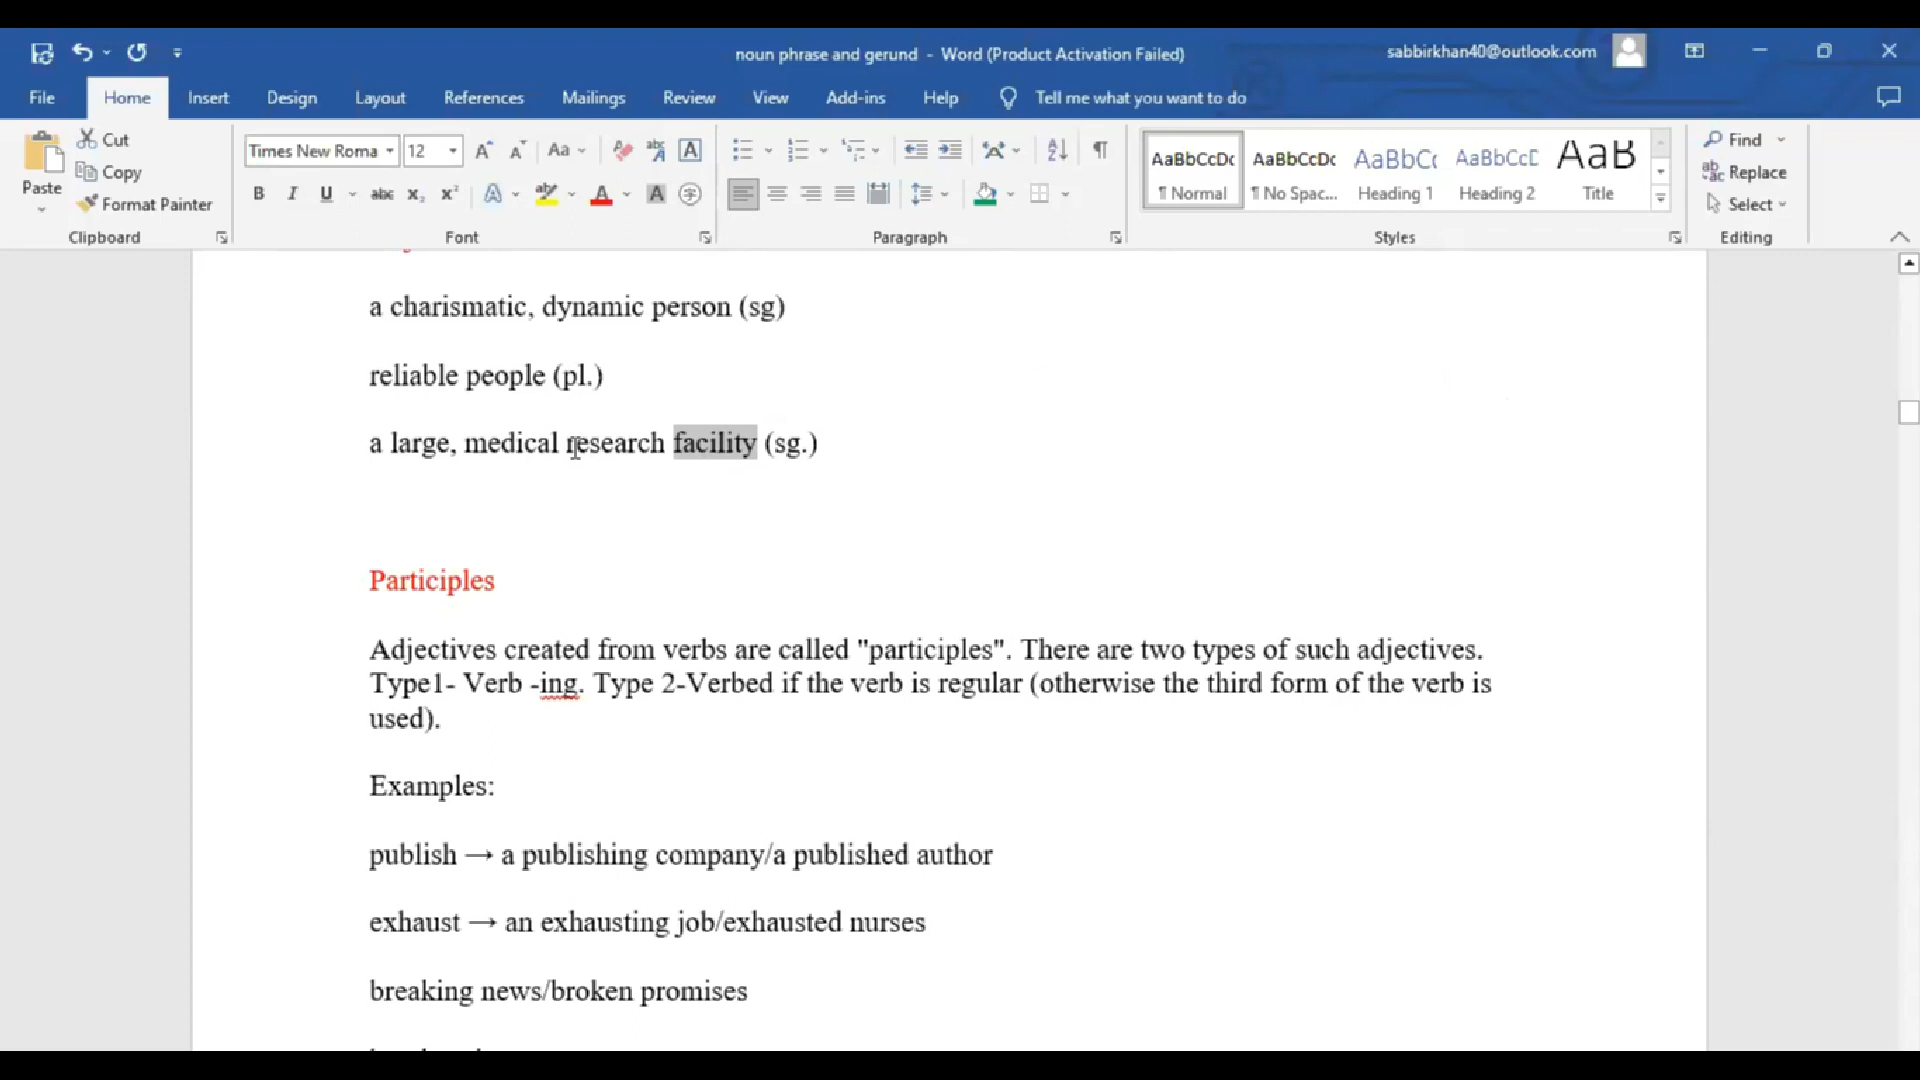 noun phrase and gerund - Word (Product Activation Failed)
sabbirkhan40@outlook.com
File Home Insert Design Layout References Mailings Review View Add-ins Help Tell me what you want to do
Paste
Cut
Copy
Format Painter
Clipboard
Times New Roma 12
Font
Paragraph
AaBbCcDc AaBbCcDc AaBbCc AaBbCcD AaB
¶ Normal ¶ No Spac... Heading 1 Heading 2 Title
Styles
Find
Replace
Select
Editing
a charismatic, dynamic person (sg)
reliable people (pl.)
a large, medical research facility (sg.)
Participles
Adjectives created from verbs are called "participles". There are two types of such adjectives.
Type1- Verb -ing. Type 2-Verbed if the verb is regular (otherwise the third form of the verb is
used).
Examples:
publish → a publishing company/a published author
exhaust → an exhausting job/exhausted nurses
breaking news/broken promises